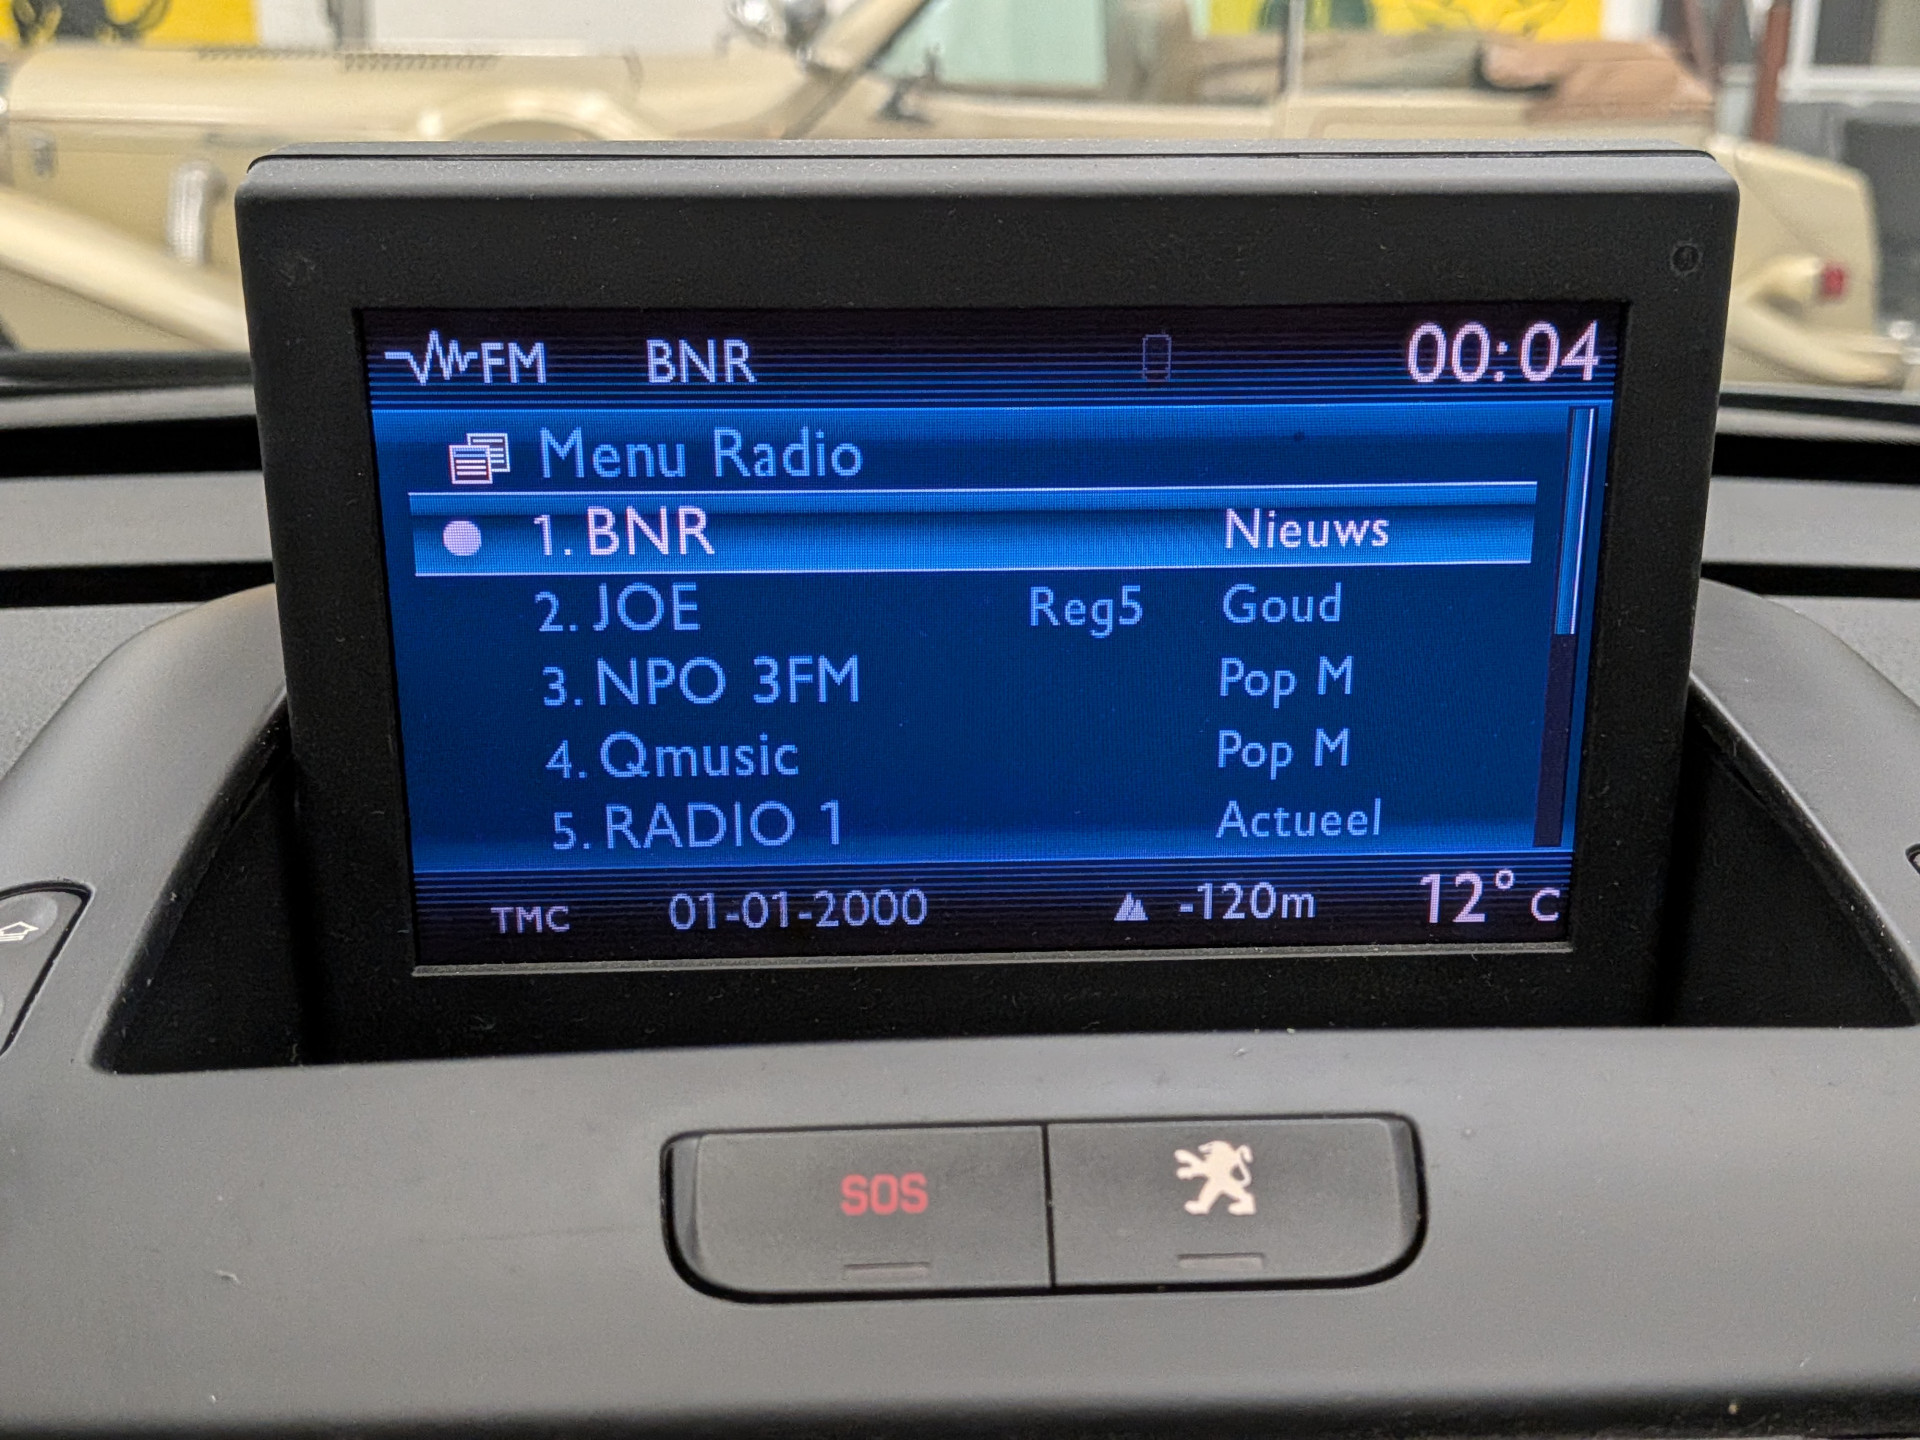 FM BNR 00:04
Menu Radio
1. BNR Nieuws
2. JOE Reg5 Goud
3. NPO 3FM Pop M
4. Qmusic Pop M
5. RADIO 1 Actueel
TMC 01-01-2000 -120m 12° C
SOS